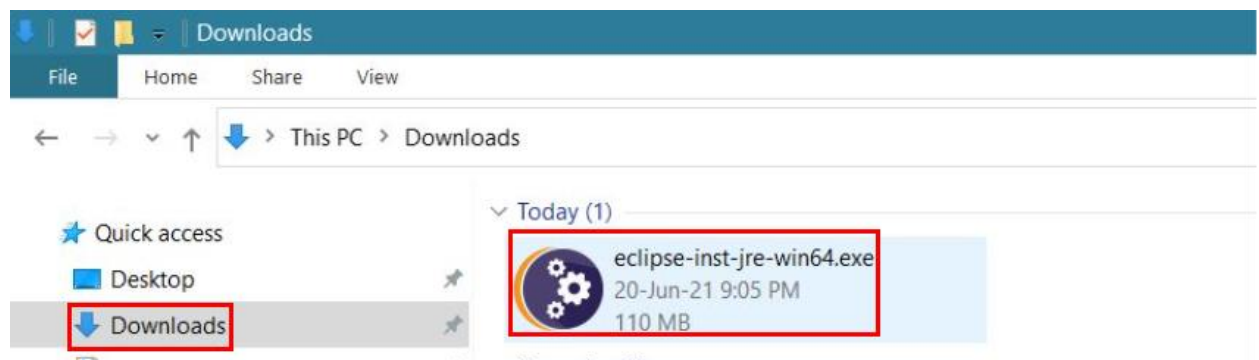 Downloads
File Home Share View
This PC > Downloads
Quick access
Desktop
Downloads
Today (1)
eclipse-inst-jre-win64.exe
20-Jun-21 9:05 PM
110 MB